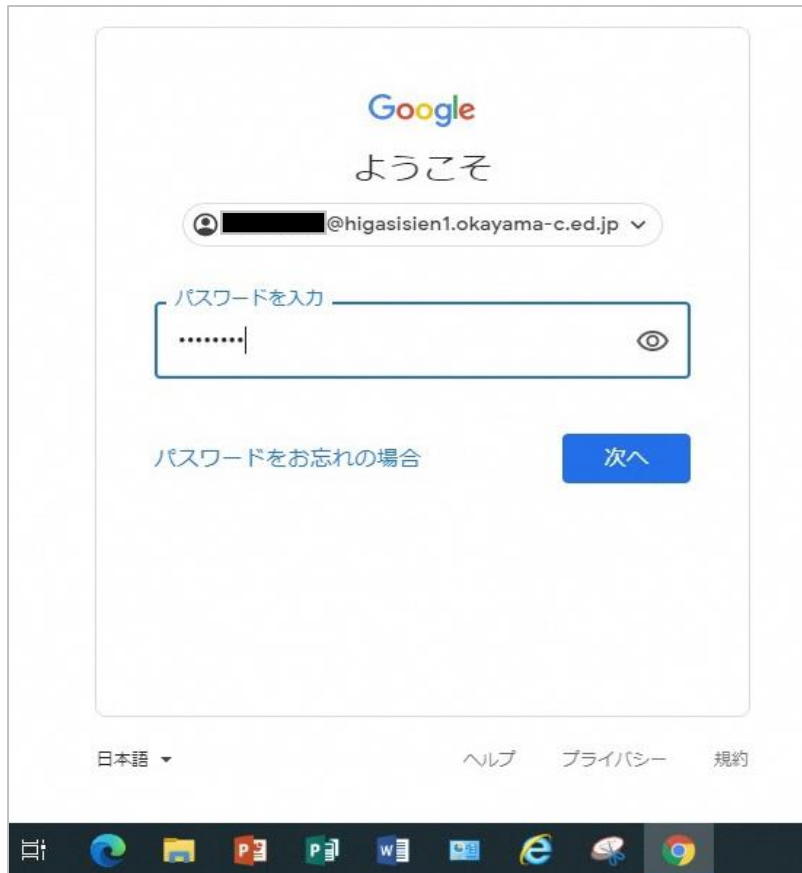 Google
ようこそ
@higasisien1.okayama-c.ed.jp
パスワードを入力
••••••••
パスワードをお忘れの場合
次へ
日本語
ヘルプ プライバシー 規約